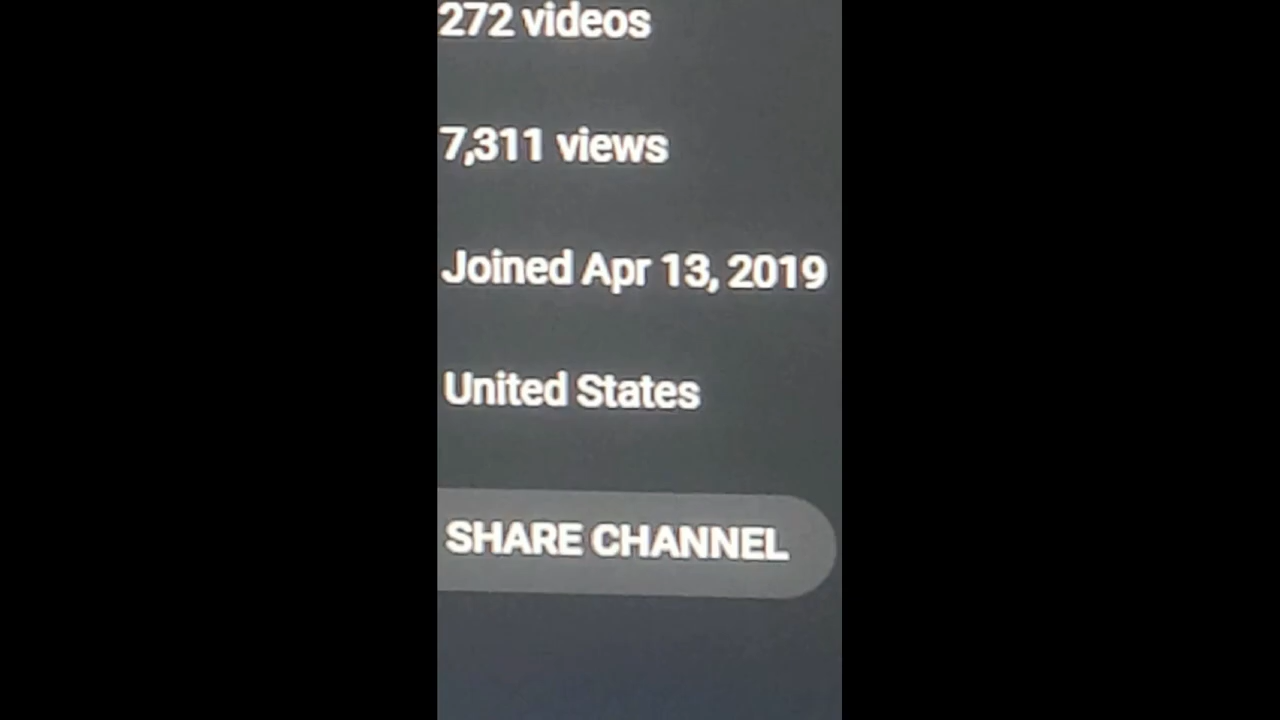 272 videos
7,311 views
Joined Apr 13, 2019
United States
SHARE CHANNEL